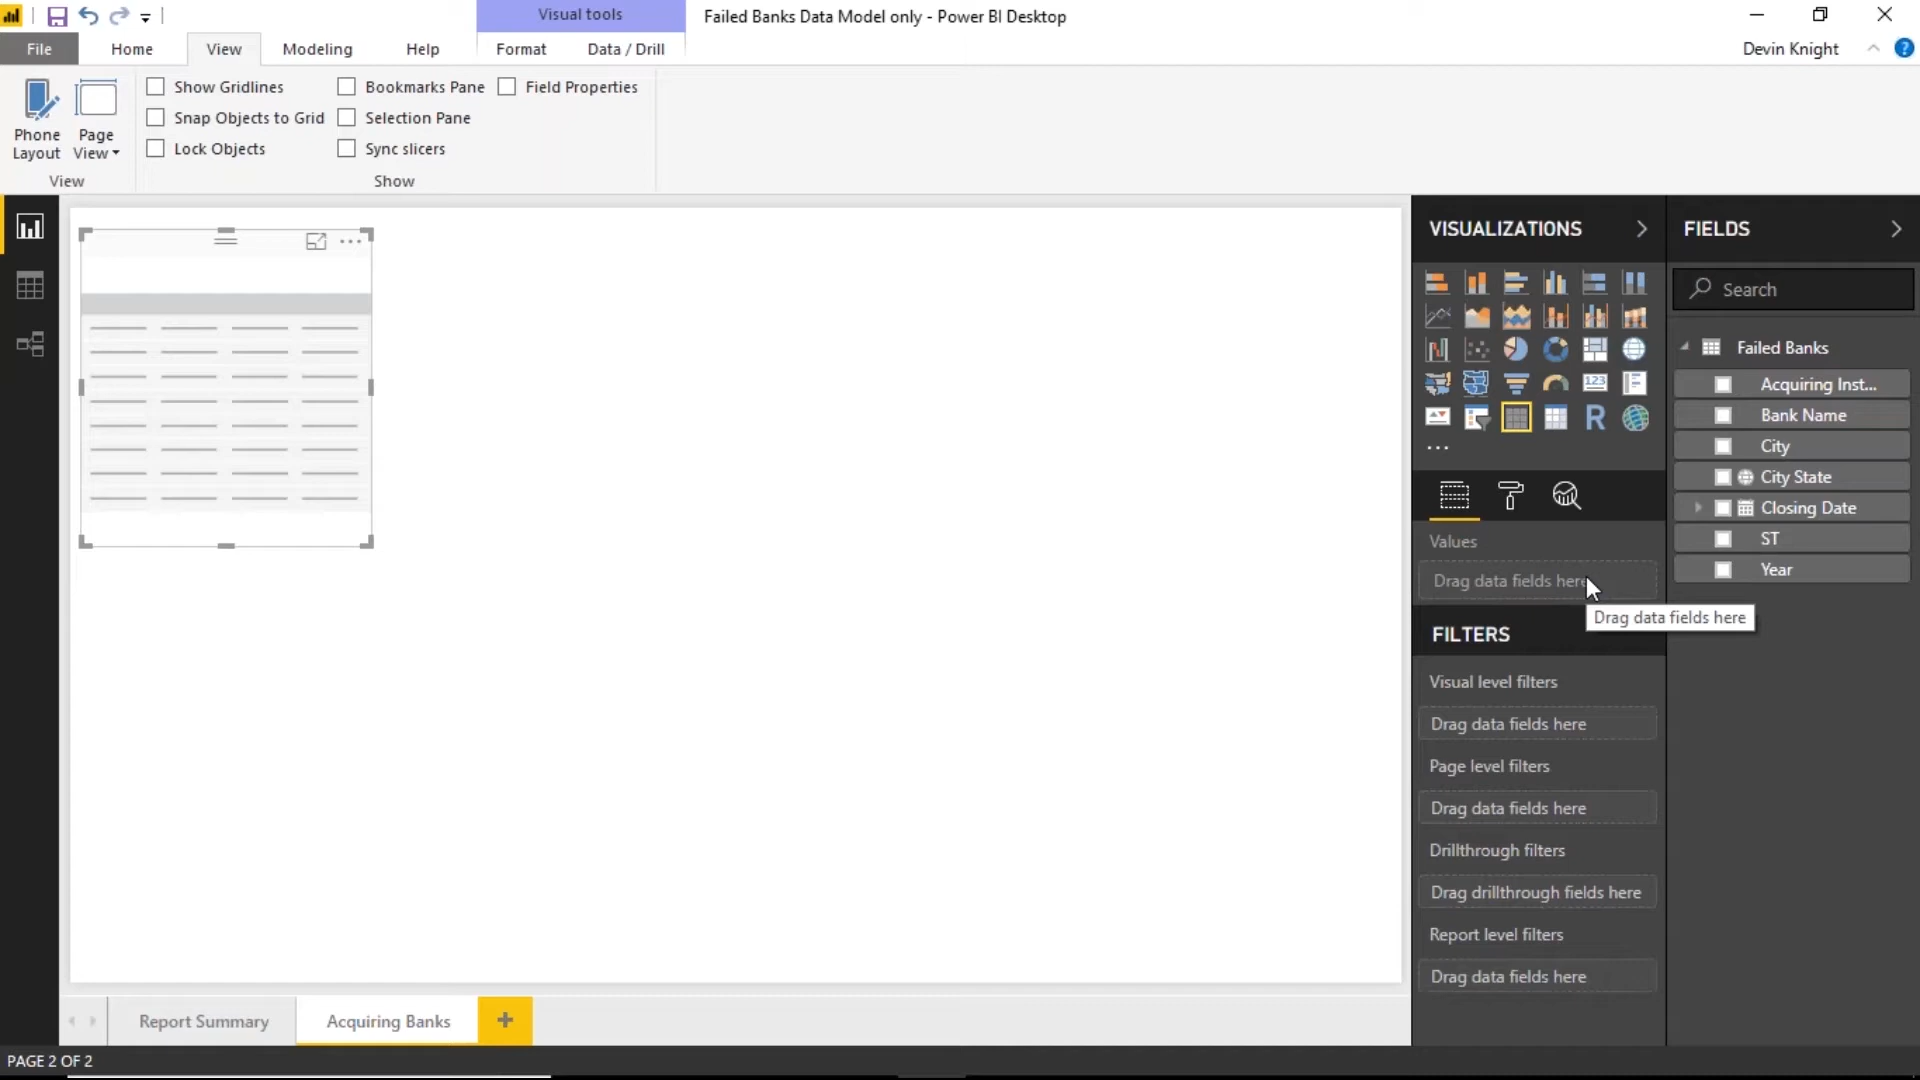 Visual tools
Failed Banks Data Model only - Power BI Desktop
File
Home
View
Modeling
Help
Format
Data / Drill
Devin Knight
?
Phone
Layout
Page
View
View
Show Gridlines
Snap Objects to Grid
Lock Objects
Bookmarks Pane
Selection Pane
Sync slicers
Field Properties
Show
VISUALIZATIONS
123
R
Values
Drag data fields here
Drag data fields here
FILTERS
Visual level filters
Drag data fields here
Page level filters
Drag data fields here
Drillthrough filters
Drag drillthrough fields here
Report level filters
Drag data fields here
FIELDS
Search
Failed Banks
Acquiring Inst...
Bank Name
City
City State
Closing Date
ST
Year
Report Summary
Acquiring Banks
+
PAGE 2 OF 2